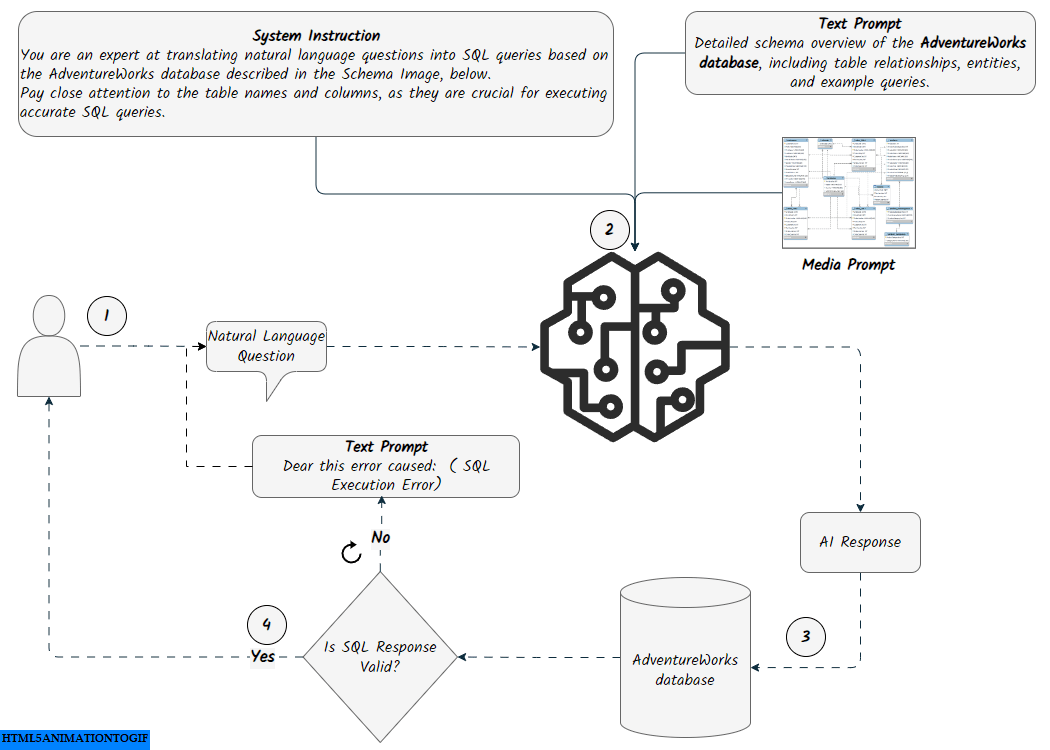 System Instruction
You are an expert at translating natural language questions into SQL queries based on
the AdventureWorks database described in the Schema Image, below.
Pay close attention to the table names and columns, as they are crucial for executing
accurate SQL queries.
Text Prompt
Detailed schema overview of the AdventureWorks
database, including table relationships, entities,
and example queries.
Media Prompt
2
1
Natural Language
Question
Text Prompt
Dear this error caused: ( SQL
Execution Error)
No
AI Response
4
Yes
Is SQL Response
Valid?
AdventureWorks
database
3
HTML5ANIMATIONTOGIF